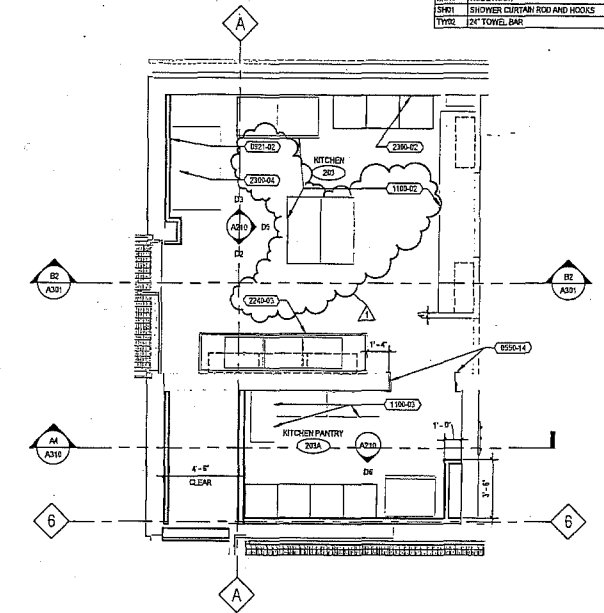 SH01 SHOWER CURTAIN ROD AND HOOKS
TW02 24" TOWEL BAR
A
0921-02
KITCHEN
203
2300-02
2300-04
1100-02
D3
A210
D5
D2
B2
A301
B2
A301
2240-03
1
1'-4"
0550-14
1100-03
KITCHEN PANTRY
203A
A210
D6
1'-0"
A4
A310
4'-6"
CLEAR
3'-6"
6
6
A